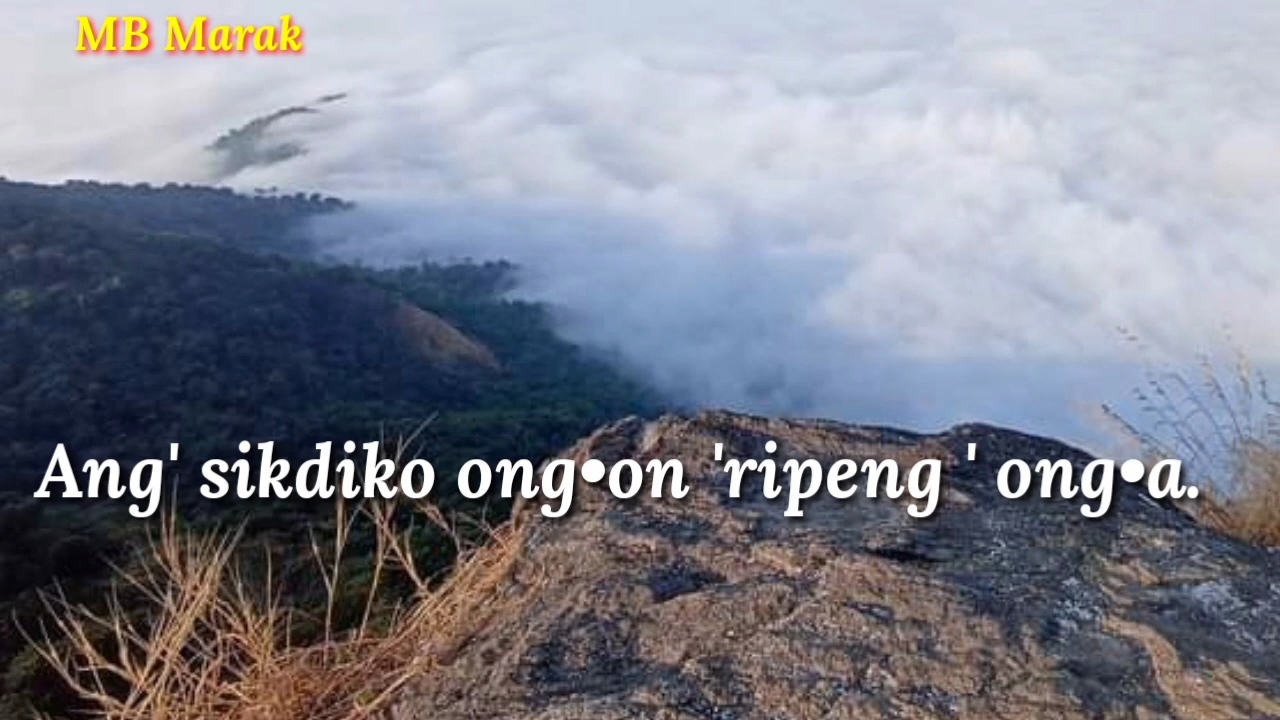 MB Marak
Ang' sikdiko ong•on 'ripeng ' ong•a.